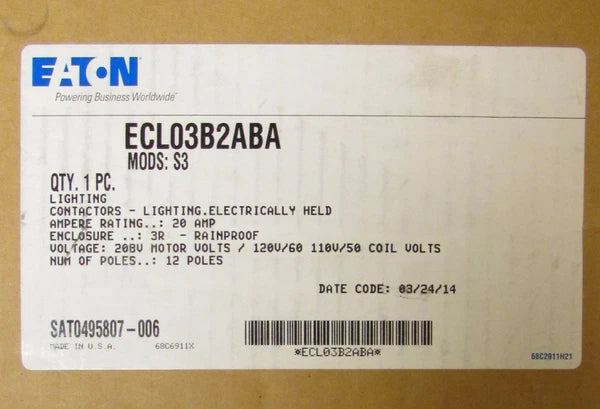 EATON
Powering Business Worldwide
ECL03B2ABA
MODS: S3
QTY. 1 PC.
LIGHTING
CONTACTORS - LIGHTING.ELECTRICALLY HELD
AMPERE RATING..: 20 AMP
ENCLOSURE ..: 3R - RAINPROOF
VOLTAGE: 208V MOTOR VOLTS / 120V/60 110V/50 COIL VOLTS
NUM OF POLES..: 12 POLES
DATE CODE: 03/24/14
SAT0495807-006
MADE IN U.S.A. 68C6911X
*ECL03B2ABA*
68C2911H21